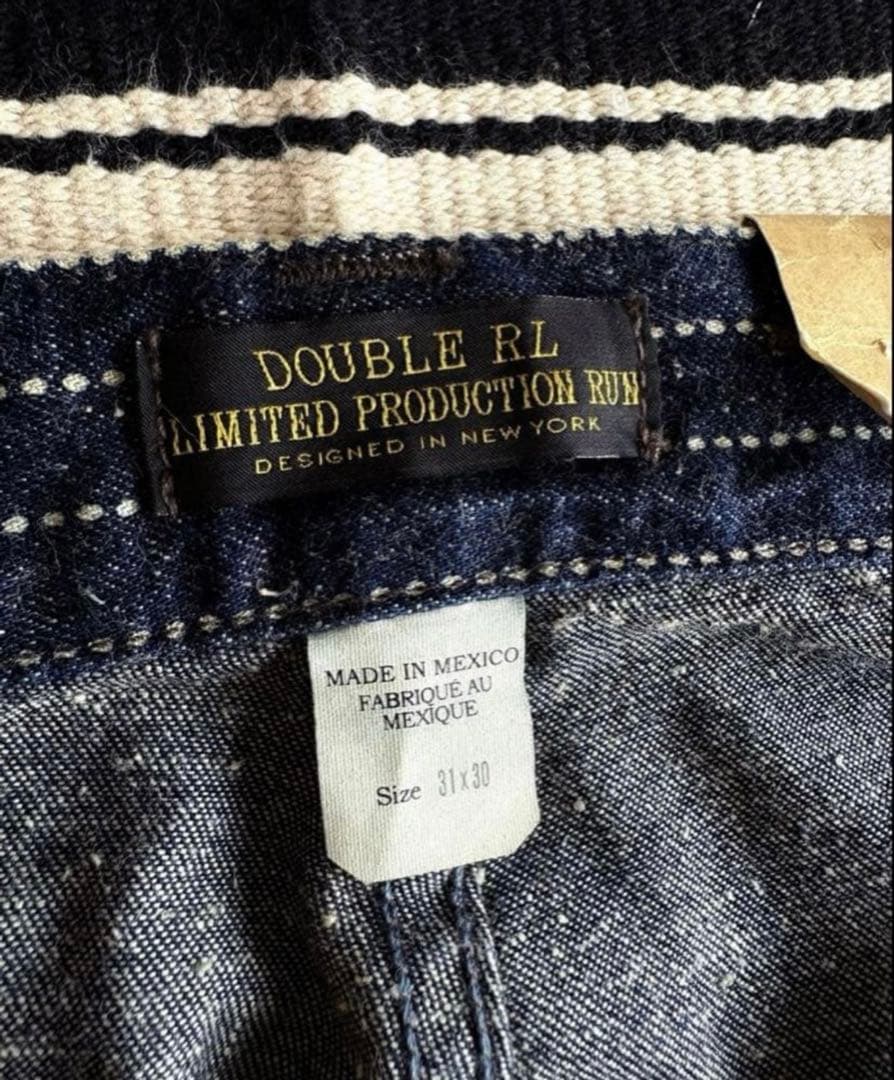 DOUBLE RL
LIMITED PRODUCTION RUN
DESIGNED IN NEW YORK
MADE IN MEXICO
FABRIQUÉ AU
MEXIQUE
Size 31x30